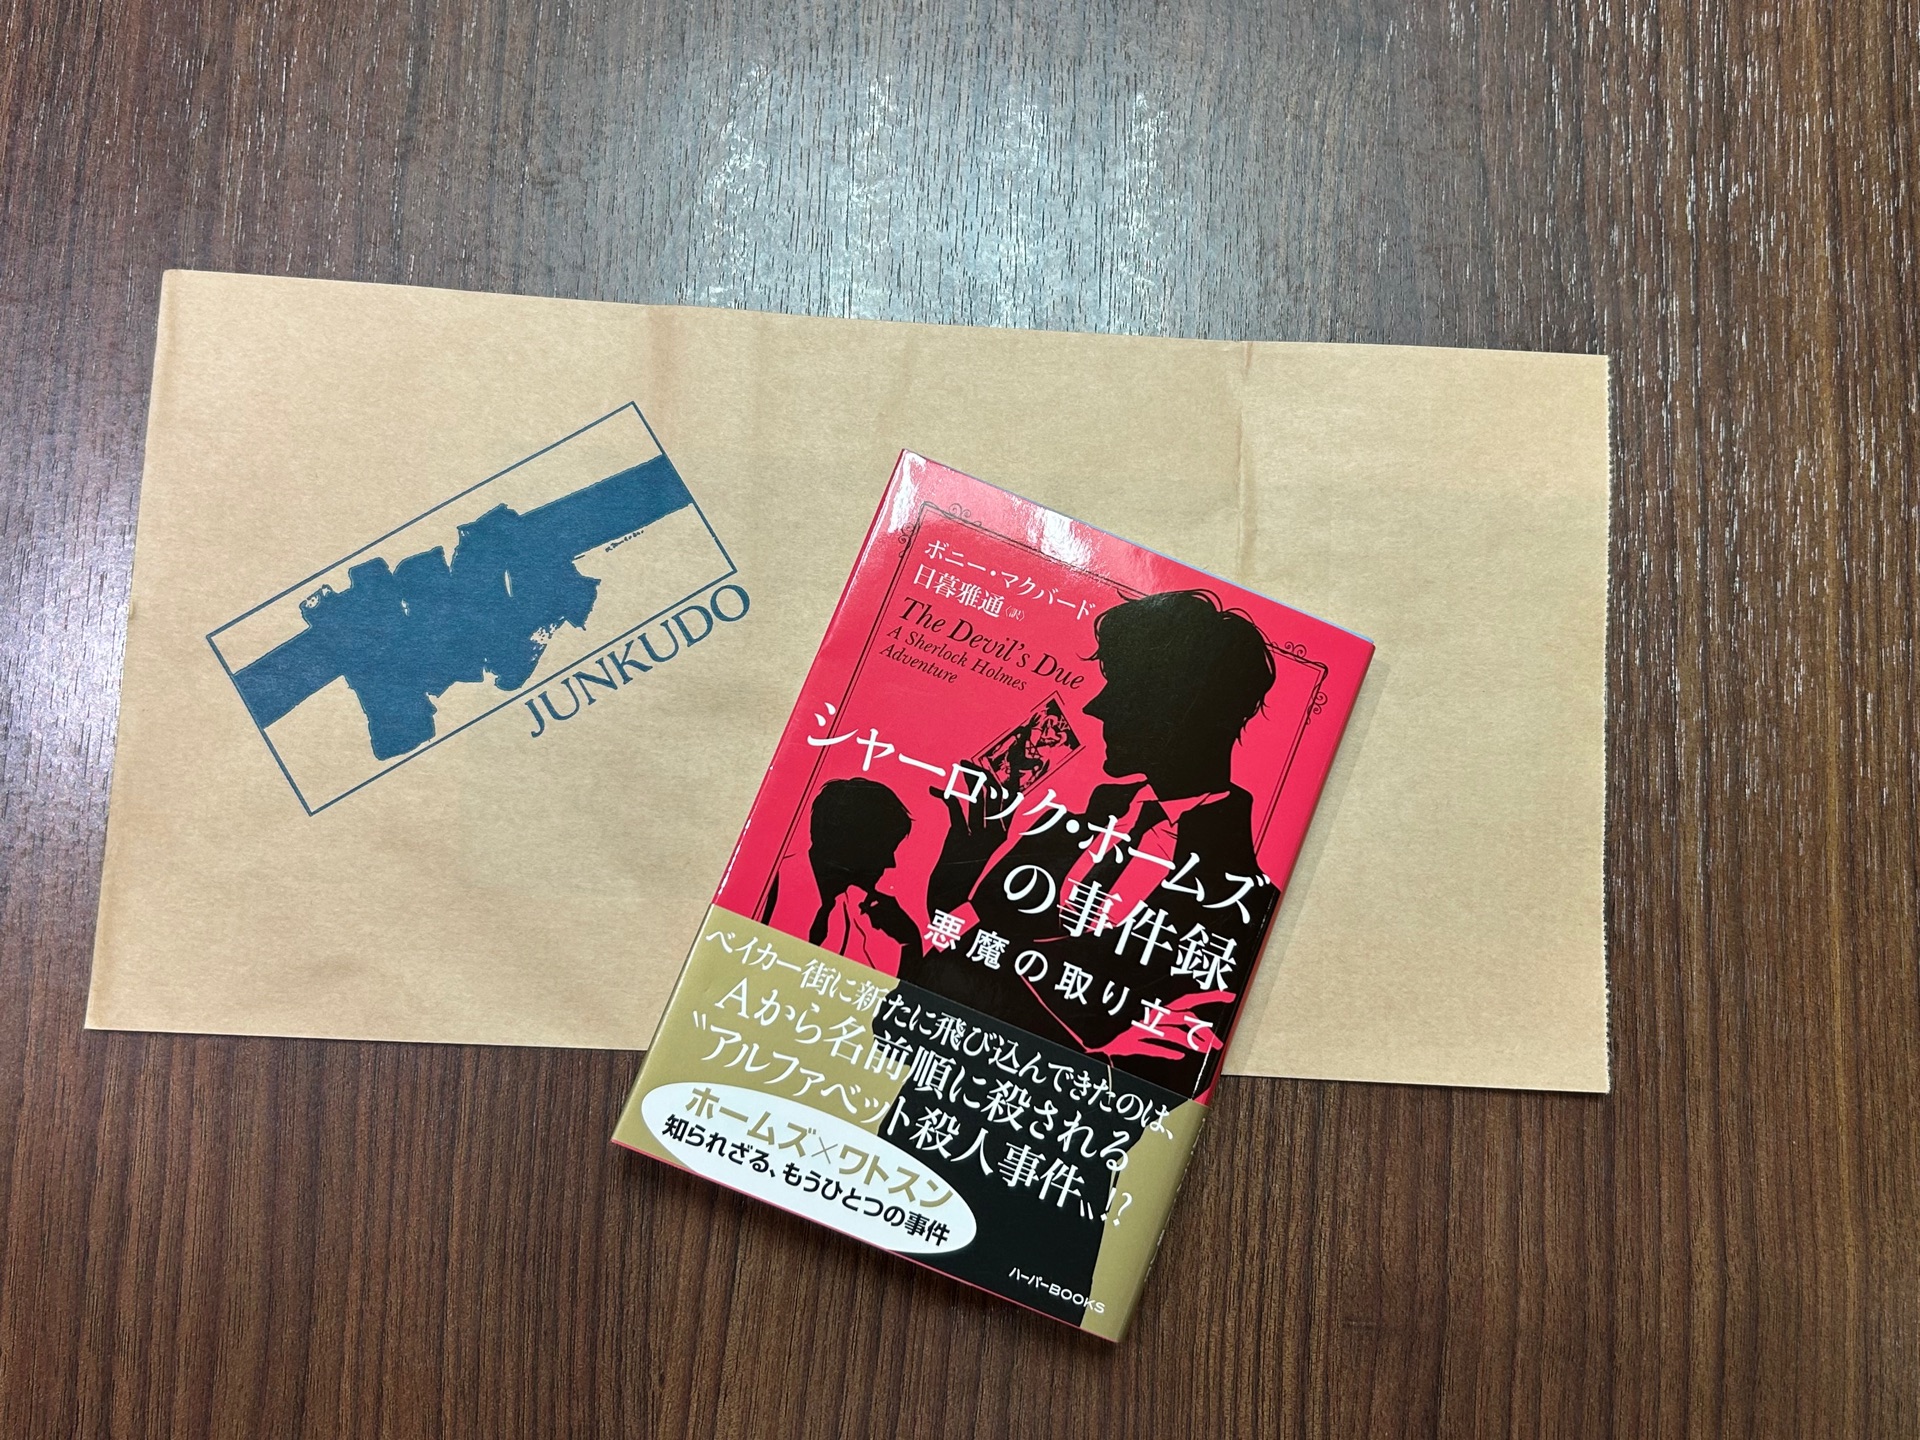 JUNKUDO
ボニー・マクバード
日暮雅通〈訳〉
The Devil's Due
A Sherlock Holmes
Adventure
シャーロック・ホームズ
の事件録
悪魔の取り立て
ベイカー街に新たに飛び込んできたのは、
Aから名前順に殺される
〝アルファベット殺人事件〟!?
ホームズ×ワトスン
知られざる、もうひとつの事件
ハーパーBOOKS